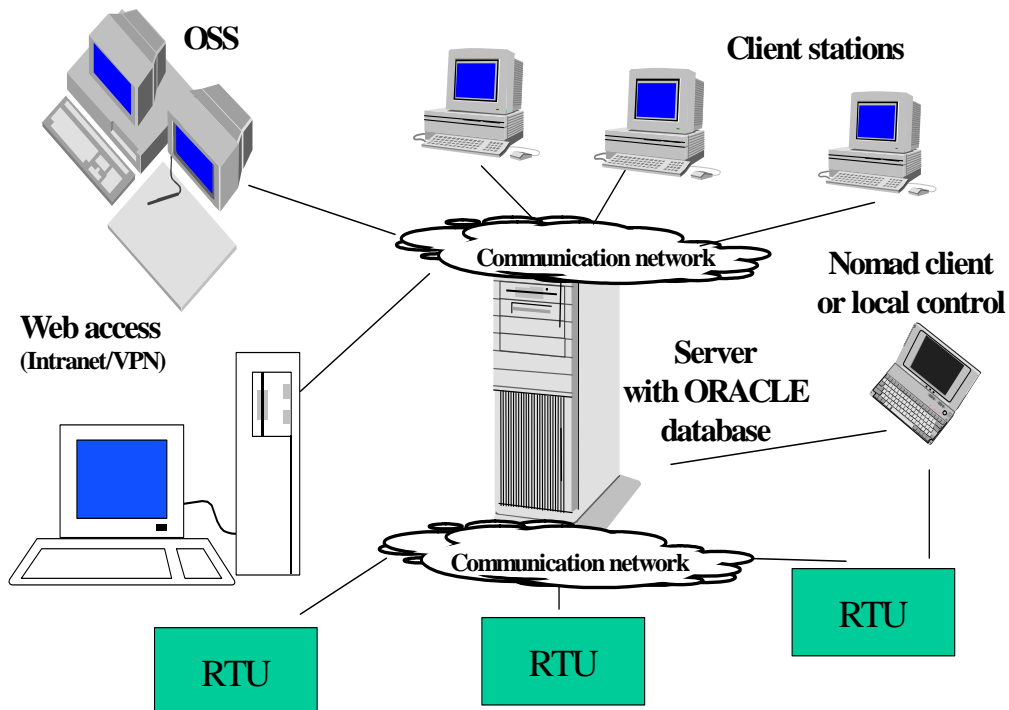 OSS
Client stations
Communication network
Nomad client
or local control
Web access
(Intranet/VPN)
Server
with ORACLE
database
Communication network
RTU
RTU
RTU